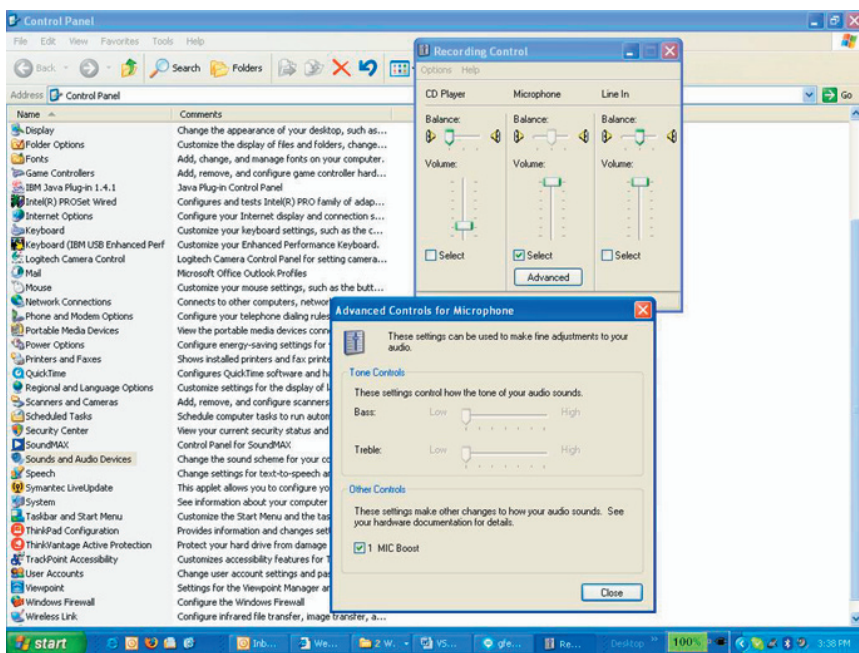 Control Panel
File Edit View Favorites Tools Help
Back Search Folders
Address Control Panel Go
Name Comments
Display Change the appearance of your desktop, such as...
Folder Options Customize the display of files and folders, change...
Fonts Add, change, and manage fonts on your computer.
Game Controllers Add, remove, and configure game controller hard...
IBM Java Plug-in 1.4.1 Java Plug-in Control Panel
Intel(R) PROSet Wired Configures and tests Intel(R) PRO family of adap...
Internet Options Configure your Internet display and connection s...
Keyboard Customize your keyboard settings, such as the c...
Keyboard (IBM USB Enhanced Perf Customize your Enhanced Performance Keyboard.
Logitech Camera Control Logitech Camera Control Panel for setting camera...
Mail Microsoft Office Outlook Profiles
Mouse Customize your mouse settings, such as the butt...
Network Connections Connects to other computers, networ
Phone and Modem Options Configure your telephone dialing rules
Portable Media Devices View the portable media devices conn
Power Options Configure energy-saving settings for
Printers and Faxes Shows installed printers and fax printe
QuickTime Configures QuickTime software and h
Regional and Language Options Customize settings for the display of l
Scanners and Cameras Add, remove, and configure scanners
Scheduled Tasks Schedule computer tasks to run autom
Security Center View your current security status and
SoundMAX Control Panel for SoundMAX
Sounds and Audio Devices Change the sound scheme for your co
Speech Change settings for text-to-speech an
Symantec LiveUpdate This applet allows you to configure yo
System See information about your computer
Taskbar and Start Menu Customize the Start Menu and the tas
ThinkPad Configuration Provides information and changes sett
ThinkVantage Active Protection Protect your hard drive from damage
TrackPoint Accessibility Customizes accessibility features for T
User Accounts Change user account settings and pas
Viewpoint Settings for the Viewpoint Manager an
Windows Firewall Configure the Windows Firewall
Wireless Link Configure infrared file transfer, image transfer, a...
Recording Control
Options Help
CD Player Microphone Line In
Balance: Balance: Balance:
Volume: Volume: Volume:
Select Select Select
Advanced
Advanced Controls for Microphone
These settings can be used to make fine adjustments to your
audio.
Tone Controls
These settings control how the tone of your audio sounds.
Bass: Low High
Treble: Low High
Other Controls
These settings make other changes to how your audio sounds. See
your hardware documentation for details.
1 MIC Boost
Close
start Inb... We... 2 W. VS... gfe... Re... Desktop 100% 3:38 PM